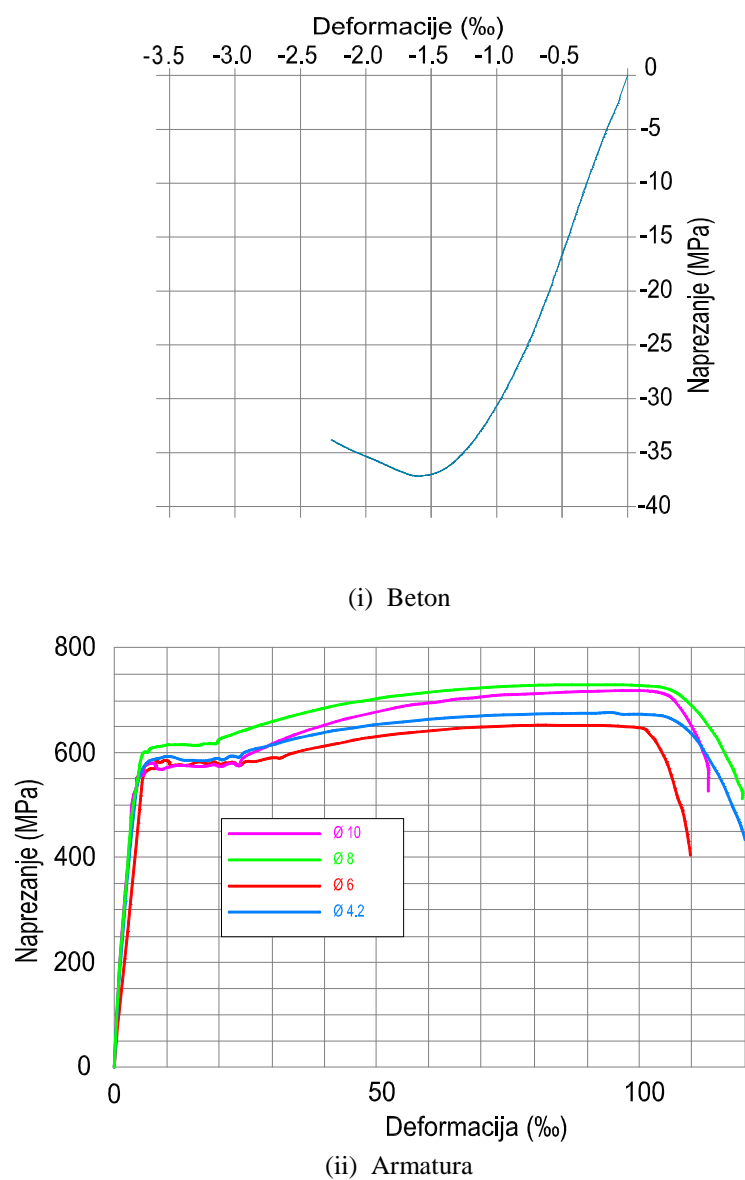 Deformacije (‰)
-3.5 -3.0 -2.5 -2.0 -1.5 -1.0 -0.5 0
-5
-10
-15
-20
-25
-30
-35
-40
Naprezanje (MPa)
(i) Beton
800
600
400
200
0
Naprezanje (MPa)
Ø 10
Ø 8
Ø 6
Ø 4.2
0 50 100
Deformacija (‰)
(ii) Armatura